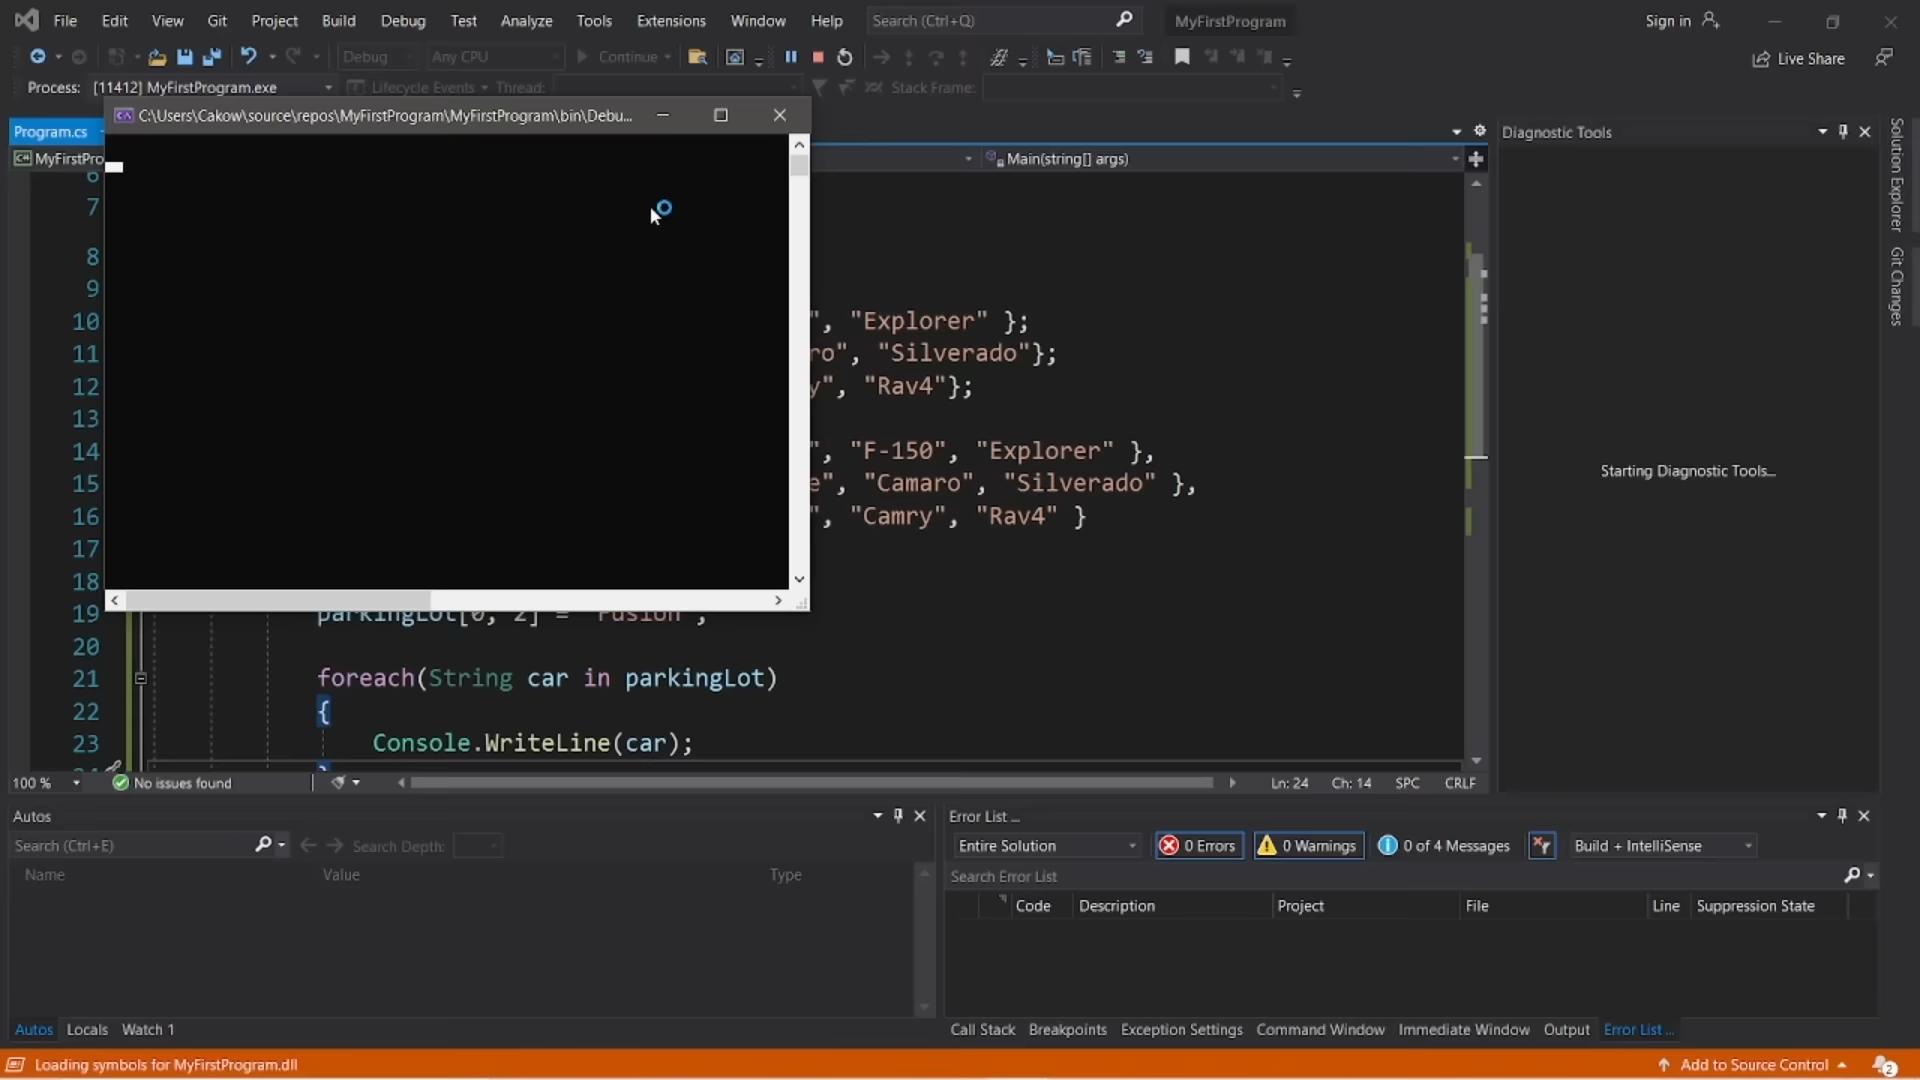 File Edit View Git Project Build Debug Test Analyze Tools Extensions Window Help Search (Ctrl+Q) MyFirstProgram Sign in
Debug Any CPU Continue Live Share
Process: [11412] MyFirstProgram.exe Lifecycle Events Thread: Stack Frame:
C:\Users\Cakow\source\repos\MyFirstProgram\MyFirstProgram\bin\Debu...
Program.cs
MyFirstPro
Main(string[] args)
Diagnostic Tools
Solution Explorer
Git Changes
Starting Diagnostic Tools...
6
7
8
9
10 ", "Explorer" };
11 ro", "Silverado"};
12 y", "Rav4"};
13
14 ", "F-150", "Explorer" },
15 e", "Camaro", "Silverado" },
16 ", "Camry", "Rav4" }
17
18
19 parkingLot[0, 2] = "Fusion";
20
21 foreach(String car in parkingLot)
22 {
23 Console.WriteLine(car);
24 }
100 % No issues found Ln: 24 Ch: 14 SPC CRLF
Autos
Search (Ctrl+E) Search Depth:
Name Value Type
Autos Locals Watch 1
Error List ...
Entire Solution 0 Errors 0 Warnings 0 of 4 Messages Build + IntelliSense
Search Error List
Code Description Project File Line Suppression State
Call Stack Breakpoints Exception Settings Command Window Immediate Window Output Error List ...
Loading symbols for MyFirstProgram.dll Add to Source Control 2